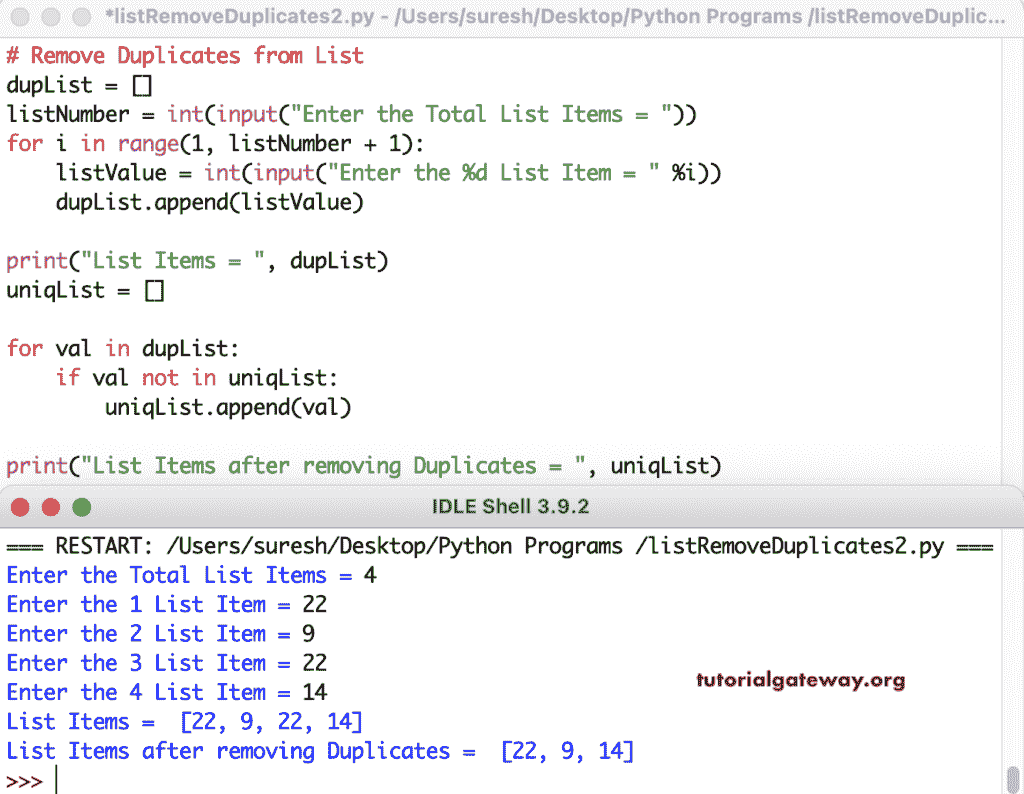 *listRemoveDuplicates2.py - /Users/suresh/Desktop/Python Programs /listRemoveDuplic...
# Remove Duplicates from List
dupList = []
listNumber = int(input("Enter the Total List Items = "))
for i in range(1, listNumber + 1):
    listValue = int(input("Enter the %d List Item = " %i))
    dupList.append(listValue)

print("List Items = ", dupList)
uniqList = []

for val in dupList:
    if val not in uniqList:
        uniqList.append(val)

print("List Items after removing Duplicates = ", uniqList)
IDLE Shell 3.9.2
=== RESTART: /Users/suresh/Desktop/Python Programs /listRemoveDuplicates2.py ===
Enter the Total List Items = 4
Enter the 1 List Item = 22
Enter the 2 List Item = 9
Enter the 3 List Item = 22
tutorialgateway.org
Enter the 4 List Item = 14
List Items =  [22, 9, 22, 14]
List Items after removing Duplicates =  [22, 9, 14]
>>>